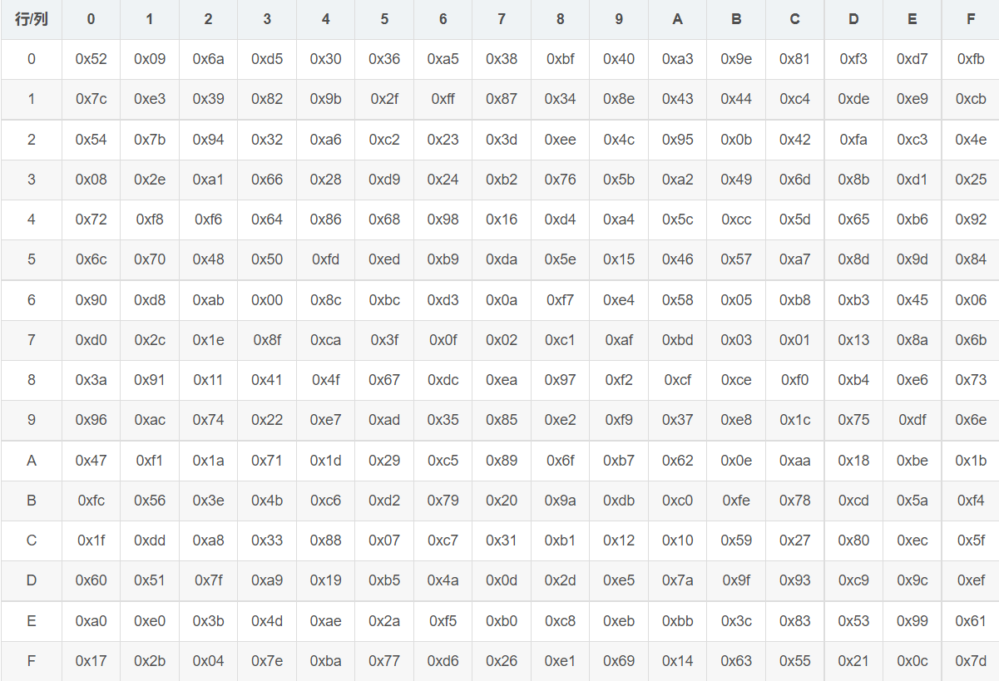 行/列 0 1 2 3 4 5 6 7 8 9 A B C D E F
0 0x52 0x09 0x6a 0xd5 0x30 0x36 0xa5 0x38 0xbf 0x40 0xa3 0x9e 0x81 0xf3 0xd7 0xfb
1 0x7c 0xe3 0x39 0x82 0x9b 0x2f 0xff 0x87 0x34 0x8e 0x43 0x44 0xc4 0xde 0xe9 0xcb
2 0x54 0x7b 0x94 0x32 0xa6 0xc2 0x23 0x3d 0xee 0x4c 0x95 0x0b 0x42 0xfa 0xc3 0x4e
3 0x08 0x2e 0xa1 0x66 0x28 0xd9 0x24 0xb2 0x76 0x5b 0xa2 0x49 0x6d 0x8b 0xd1 0x25
4 0x72 0xf8 0xf6 0x64 0x86 0x68 0x98 0x16 0xd4 0xa4 0x5c 0xcc 0x5d 0x65 0xb6 0x92
5 0x6c 0x70 0x48 0x50 0xfd 0xed 0xb9 0xda 0x5e 0x15 0x46 0x57 0xa7 0x8d 0x9d 0x84
6 0x90 0xd8 0xab 0x00 0x8c 0xbc 0xd3 0x0a 0xf7 0xe4 0x58 0x05 0xb8 0xb3 0x45 0x06
7 0xd0 0x2c 0x1e 0x8f 0xca 0x3f 0x0f 0x02 0xc1 0xaf 0xbd 0x03 0x01 0x13 0x8a 0x6b
8 0x3a 0x91 0x11 0x41 0x4f 0x67 0xdc 0xea 0x97 0xf2 0xcf 0xce 0xf0 0xb4 0xe6 0x73
9 0x96 0xac 0x74 0x22 0xe7 0xad 0x35 0x85 0xe2 0xf9 0x37 0xe8 0x1c 0x75 0xdf 0x6e
A 0x47 0xf1 0x1a 0x71 0x1d 0x29 0xc5 0x89 0x6f 0xb7 0x62 0x0e 0xaa 0x18 0xbe 0x1b
B 0xfc 0x56 0x3e 0x4b 0xc6 0xd2 0x79 0x20 0x9a 0xdb 0xc0 0xfe 0x78 0xcd 0x5a 0xf4
C 0x1f 0xdd 0xa8 0x33 0x88 0x07 0xc7 0x31 0xb1 0x12 0x10 0x59 0x27 0x80 0xec 0x5f
D 0x60 0x51 0x7f 0xa9 0x19 0xb5 0x4a 0x0d 0x2d 0xe5 0x7a 0x9f 0x93 0xc9 0x9c 0xef
E 0xa0 0xe0 0x3b 0x4d 0xae 0x2a 0xf5 0xb0 0xc8 0xeb 0xbb 0x3c 0x83 0x53 0x99 0x61
F 0x17 0x2b 0x04 0x7e 0xba 0x77 0xd6 0x26 0xe1 0x69 0x14 0x63 0x55 0x21 0x0c 0x7d